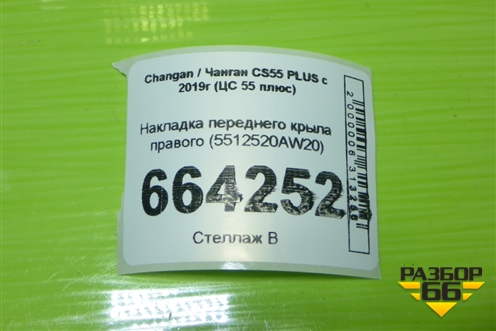 Changan / Чанган CS55 PLUS с
2019г (ЦС 55 плюс)
Накладка переднего крыла
правого (5512520AW20)
664252
Стеллаж В
РАЗБОР
66